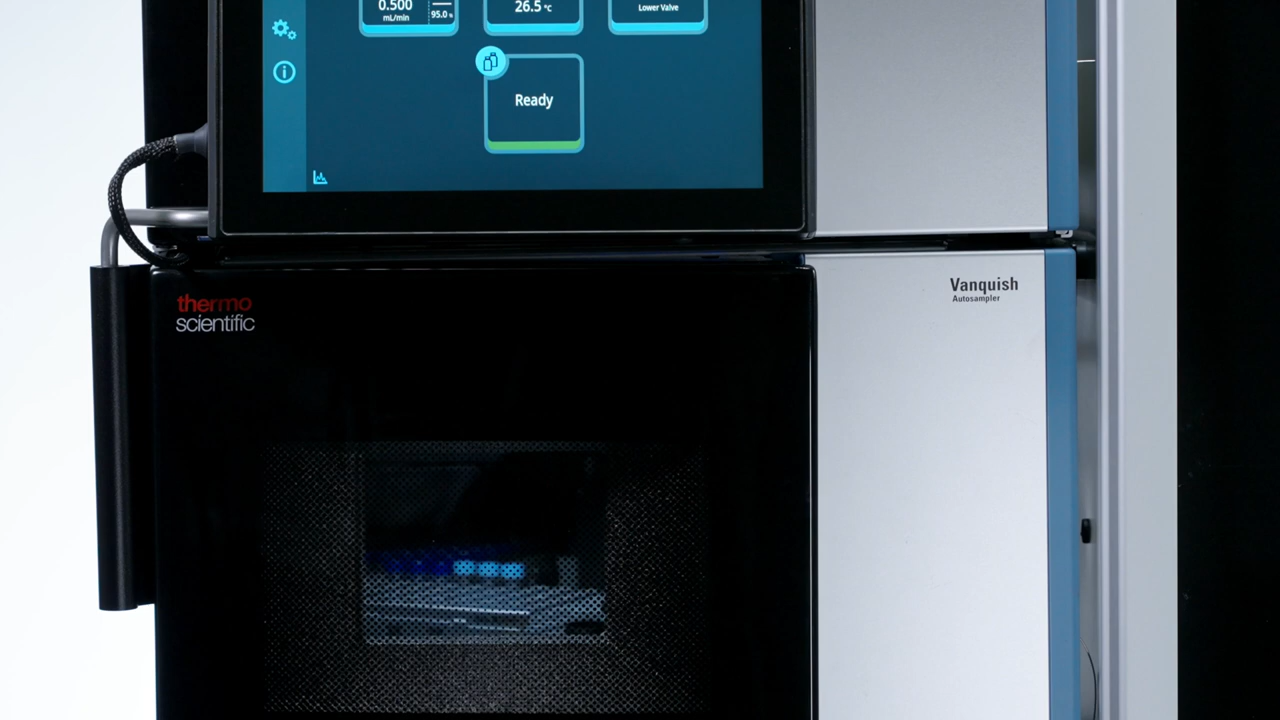 0.500
mL/min
95.0 %
26.5 °C
Lower Valve
Ready
thermo
scientific
Vanquish
Autosampler